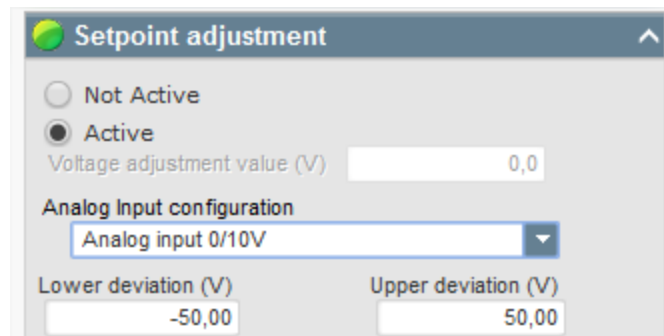 Setpoint adjustment
Not Active
Active
Voltage adjustment value (V) 0,0
Analog Input configuration
Analog input 0/10V
Lower deviation (V) Upper deviation (V)
-50,00 50,00